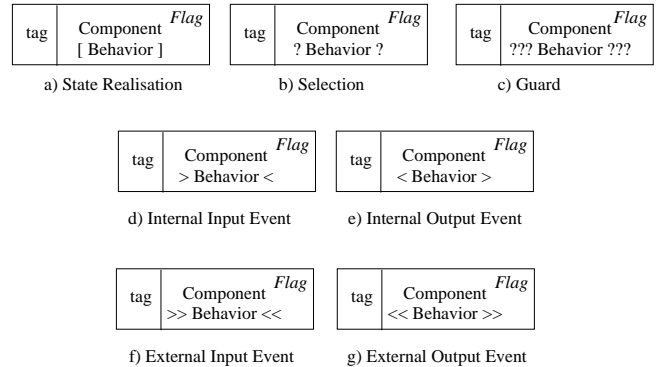 tag Component Flag
[ Behavior ]
a) State Realisation
tag Component Flag
? Behavior ?
b) Selection
tag Component Flag
??? Behavior ???
c) Guard
tag Component Flag
> Behavior <
d) Internal Input Event
tag Component Flag
< Behavior >
e) Internal Output Event
tag Component Flag
>> Behavior <<
f) External Input Event
tag Component Flag
<< Behavior >>
g) External Output Event